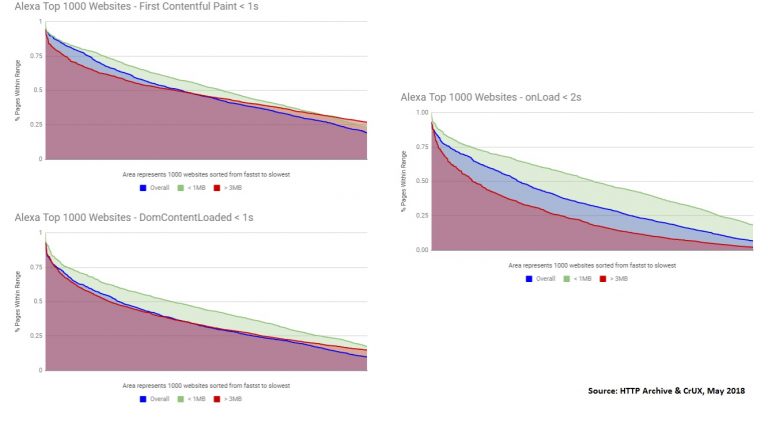 Alexa Top 1000 Websites - First Contentful Paint < 1s
1
0.75
0.5
0.25
0
% Pages Within Range
Area represents 1000 websites sorted from fastst to slowest
Overall < 1MB > 3MB
Alexa Top 1000 Websites - DomContentLoaded < 1s
1
0.75
0.5
0.25
0
% Pages Within Range
Area represents 1000 websites sorted from fastst to slowest
Overall < 1MB > 3MB
Alexa Top 1000 Websites - onLoad < 2s
1.00
0.75
0.50
0.25
0.00
% Pages Within Range
Area represents 1000 websites sorted from fastst to slowest
Overall < 1MB > 3MB
Source: HTTP Archive & CrUX, May 2018